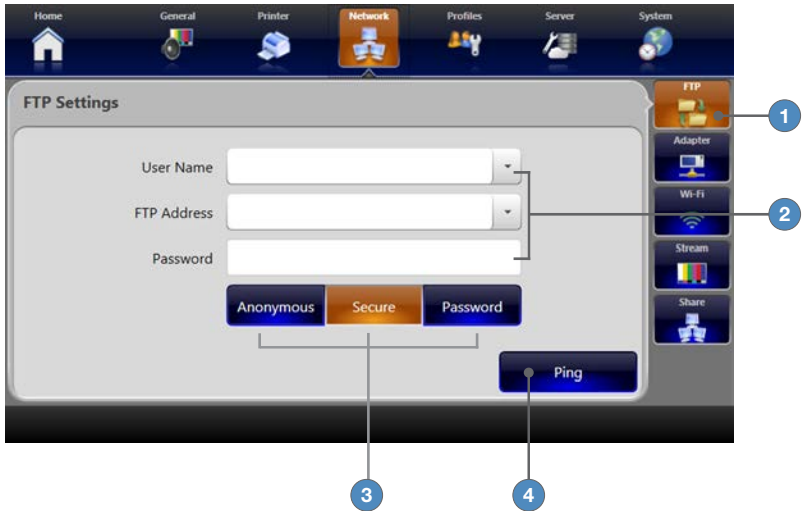 Home General Printer Network Profiles Server System
FTP Settings
FTP
1
Adapter
User Name
Wi-Fi
FTP Address
2
Password
Stream
Anonymous Secure Password
Share
Ping
3 4